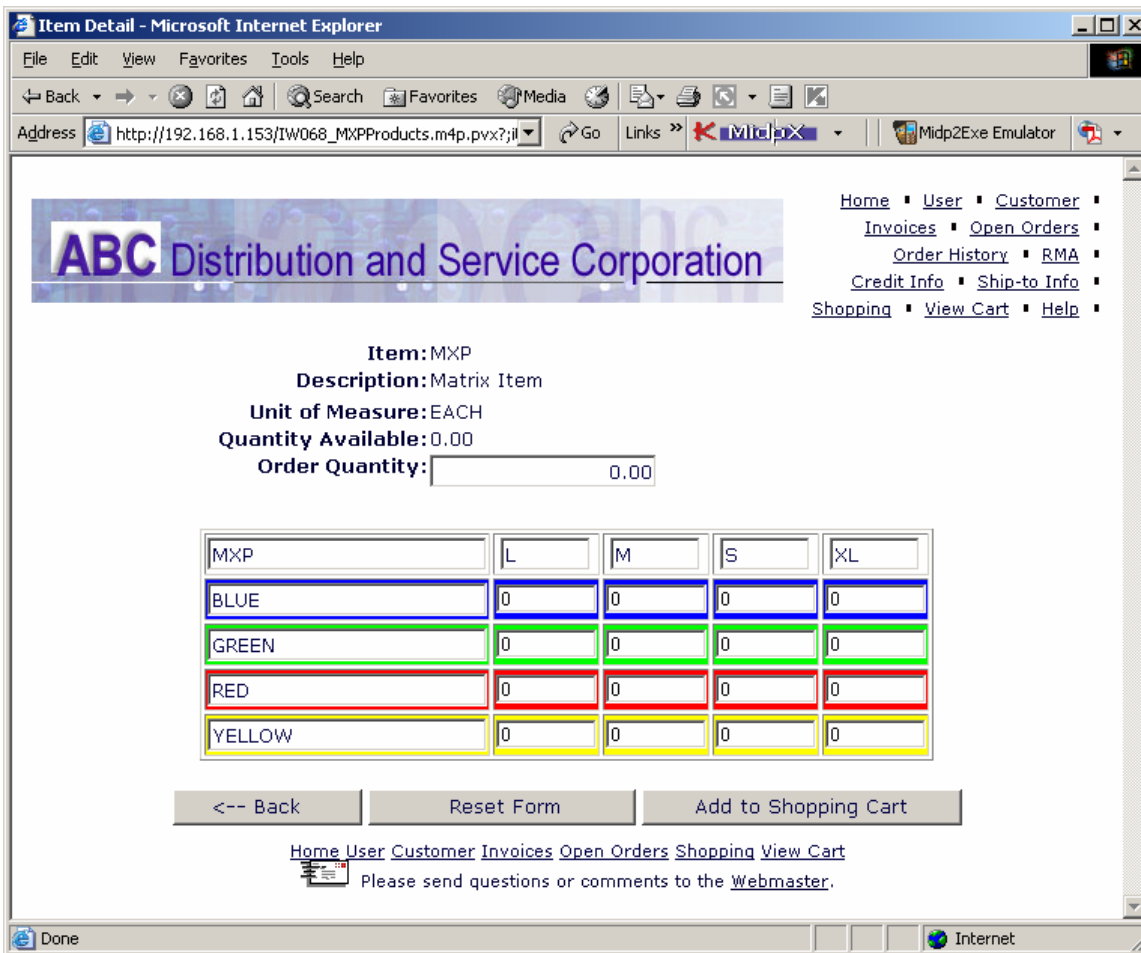 Item Detail - Microsoft Internet Explorer
File Edit View Favorites Tools Help
Back Search Favorites Media
Address http://192.168.1.153/IW068_MXPProducts.m4p.pvx?;i Go Links » MidpX Midp2Exe Emulator
Home User Customer
Invoices Open Orders
Order History RMA
Credit Info Ship-to Info
Shopping View Cart Help
ABC Distribution and Service Corporation
Item: MXP
Description: Matrix Item
Unit of Measure: EACH
Quantity Available: 0.00
Order Quantity: 0.00
MXP L M S XL
BLUE 0 0 0 0
GREEN 0 0 0 0
RED 0 0 0 0
YELLOW 0 0 0 0
<-- Back Reset Form Add to Shopping Cart
Home User Customer Invoices Open Orders Shopping View Cart
Please send questions or comments to the Webmaster.
Done Internet